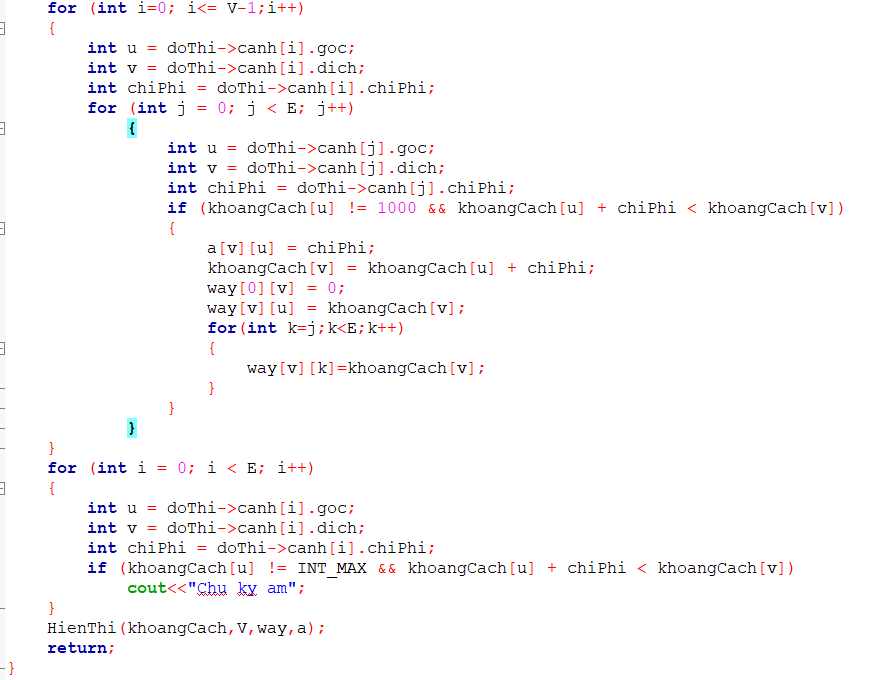 for (int i=0; i<= V-1;i++)
{
int u = doThi->canh[i].goc;
int v = doThi->canh[i].dich;
int chiPhi = doThi->canh[i].chiPhi;
for (int j = 0; j < E; j++)
{
int u = doThi->canh[j].goc;
int v = doThi->canh[j].dich;
int chiPhi = doThi->canh[j].chiPhi;
if (khoangCach[u] != 1000 && khoangCach[u] + chiPhi < khoangCach[v])
{
a[v][u] = chiPhi;
khoangCach[v] = khoangCach[u] + chiPhi;
way[0][v] = 0;
way[v][u] = khoangCach[v];
for(int k=j;k<E;k++)
{
way[v][k]=khoangCach[v];
}
}
}
}
for (int i = 0; i < E; i++)
{
int u = doThi->canh[i].goc;
int v = doThi->canh[i].dich;
int chiPhi = doThi->canh[i].chiPhi;
if (khoangCach[u] != INT_MAX && khoangCach[u] + chiPhi < khoangCach[v])
cout<<"Chu ky am";
}
HienThi(khoangCach,V,way,a);
return;
}